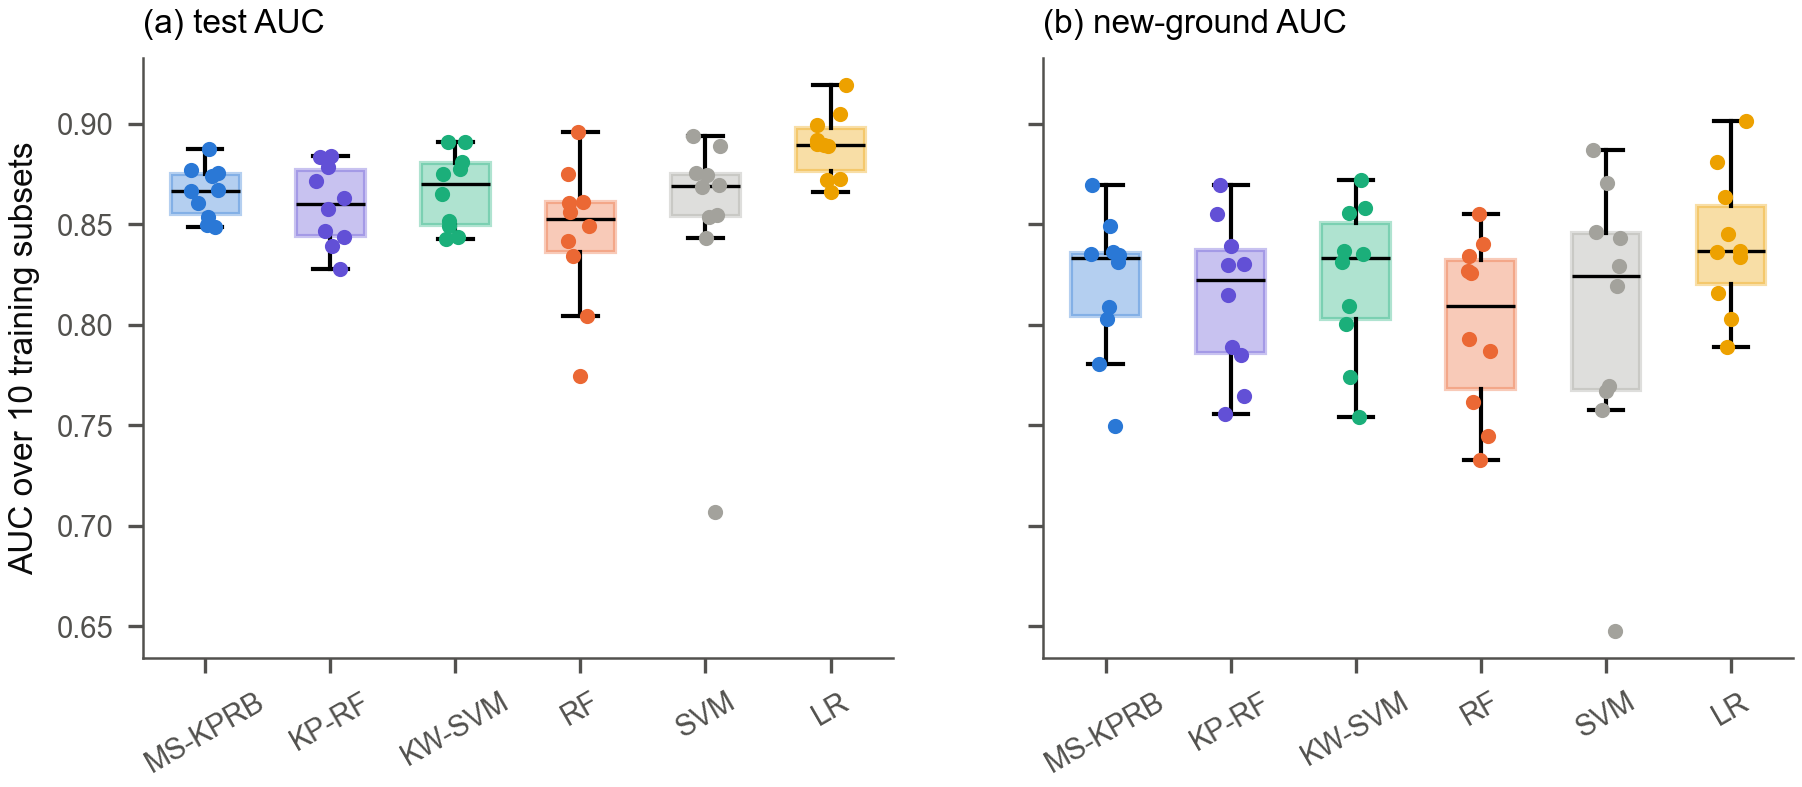 (a) test AUC
(b) new-ground AUC
AUC over 10 training subsets
0.90
0.85
0.80
0.75
0.70
0.65
MS-KPRB
KP-RF
KW-SVM
RF
SVM
LR
MS-KPRB
KP-RF
KW-SVM
RF
SVM
LR